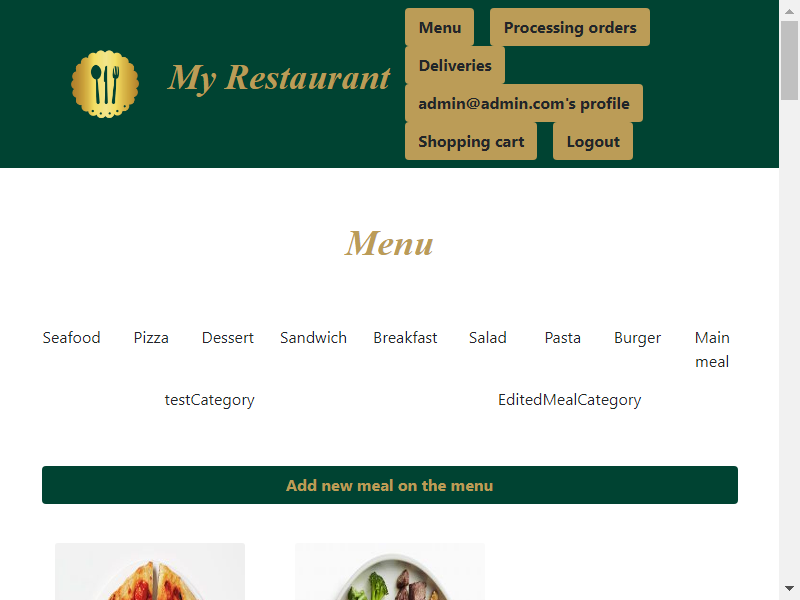 My Restaurant
Menu
Processing orders
Deliveries
admin@admin.com's profile
Shopping cart
Logout
Menu
Seafood
Pizza
Dessert
Sandwich
Breakfast
Salad
Pasta
Burger
Main
meal
testCategory
EditedMealCategory
Add new meal on the menu